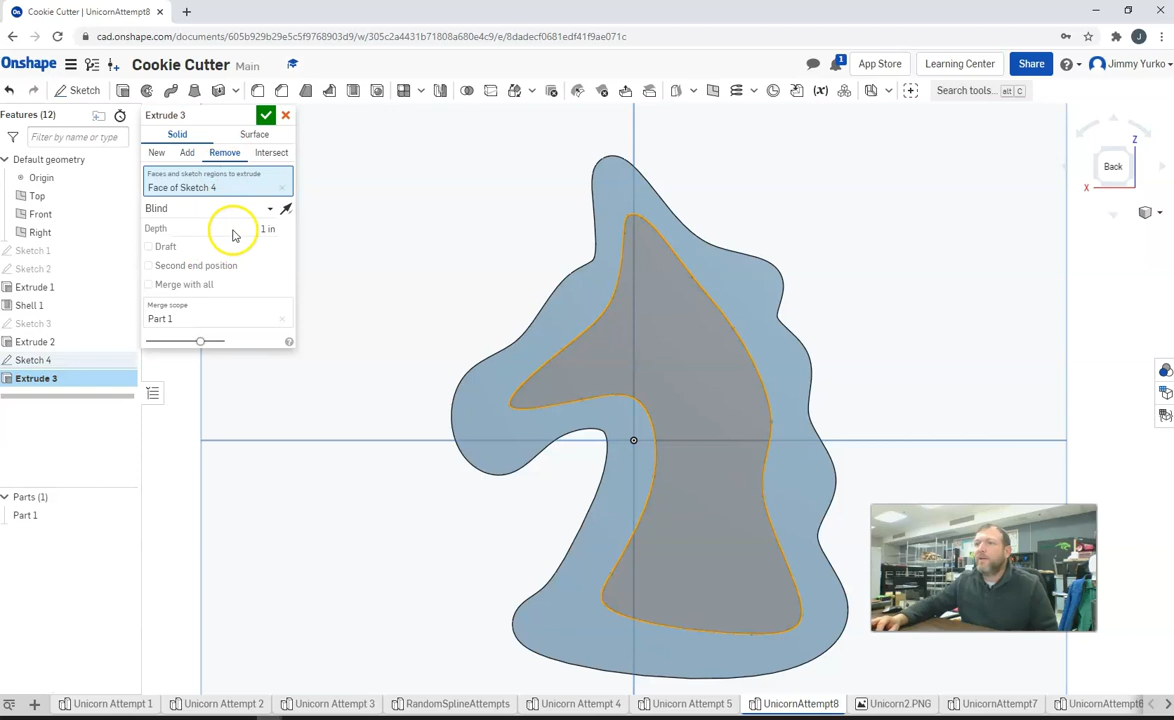 Cookie Cutter | UnicornAttempt8
cad.onshape.com/documents/605b929b29e5c5f9768903d9/w/305c2a4431b71808a680e4c9/e/8dadecf0681edf41f9ae071c
J
Onshape
Cookie Cutter Main
1
App Store
Learning Center
Share
Jimmy Yurko
Sketch
Search tools...
alt C
Features (12)
Filter by name or type
Default geometry
Origin
Top
Front
Right
Sketch 1
Sketch 2
Extrude 1
Shell 1
Sketch 3
Extrude 2
Sketch 4
Extrude 3
Parts (1)
Part 1
Extrude 3
Solid
Surface
New
Add
Remove
Intersect
Faces and sketch regions to extrude
Face of Sketch 4
Blind
Depth
1 in
Draft
Second end position
Merge with all
Merge scope
Part 1
Z
Back
X
Unicorn Attempt 1
Unicorn Attempt 2
Unicorn Attempt 3
RandomSplineAttempts
Unicorn Attempt 4
Unicorn Attempt 5
UnicornAttempt8
Unicorn2.PNG
UnicornAttempt7